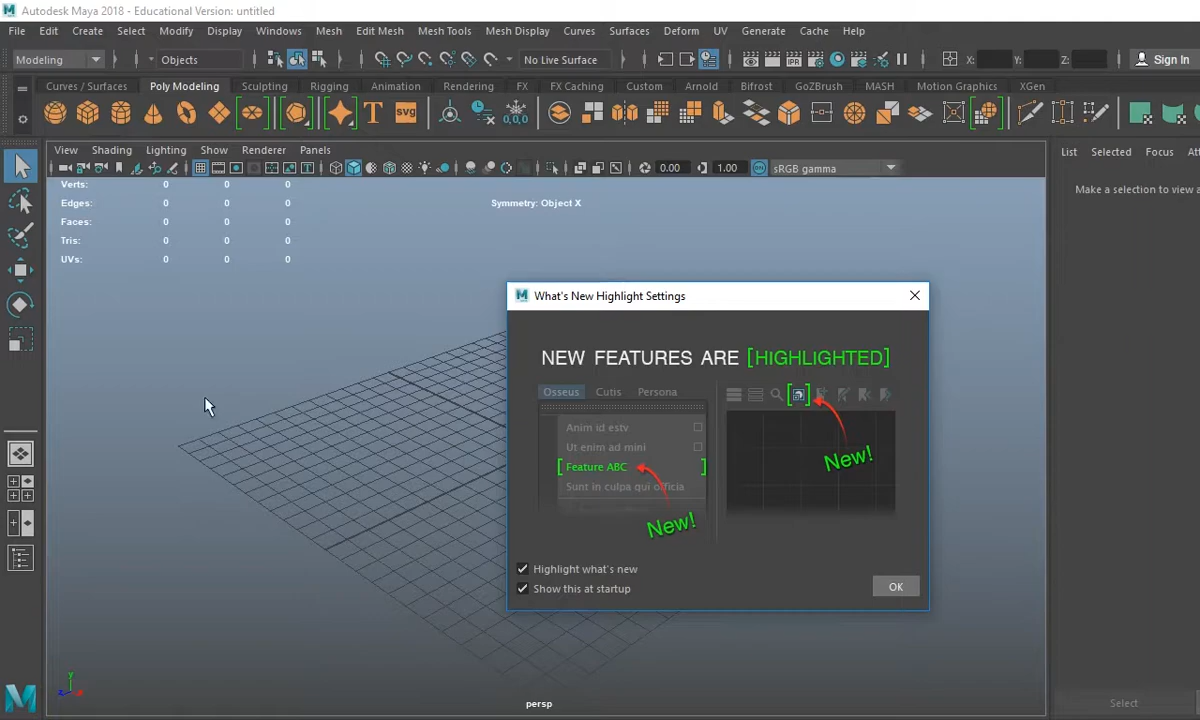 Autodesk Maya 2018 - Educational Version: untitled
File Edit Create Select Modify Display Windows Mesh Edit Mesh Mesh Tools Mesh Display Curves Surfaces Deform UV Generate Cache Help
Modeling Objects No Live Surface X: Y: Z: Sign In
Curves / Surfaces Poly Modeling Sculpting Rigging Animation Rendering FX FX Caching Custom Arnold Bifrost GoZBrush MASH Motion Graphics XGen
T SVG 0,0,0
View Shading Lighting Show Renderer Panels
List Selected Focus
0.00 1.00 sRGB gamma
Verts: 0 0 0
Make a selection to view
Edges: 0 0 0
Symmetry: Object X
Faces: 0 0 0
Tris: 0 0 0
UVs: 0 0 0
What's New Highlight Settings
NEW FEATURES ARE [HIGHLIGHTED]
Osseus Cutis Persona
Anim id estv
Ut enim ad mini
[Feature ABC ]
Sunt in culpa qui officia
New!
New!
Highlight what's new
Show this at startup
OK
persp
Select